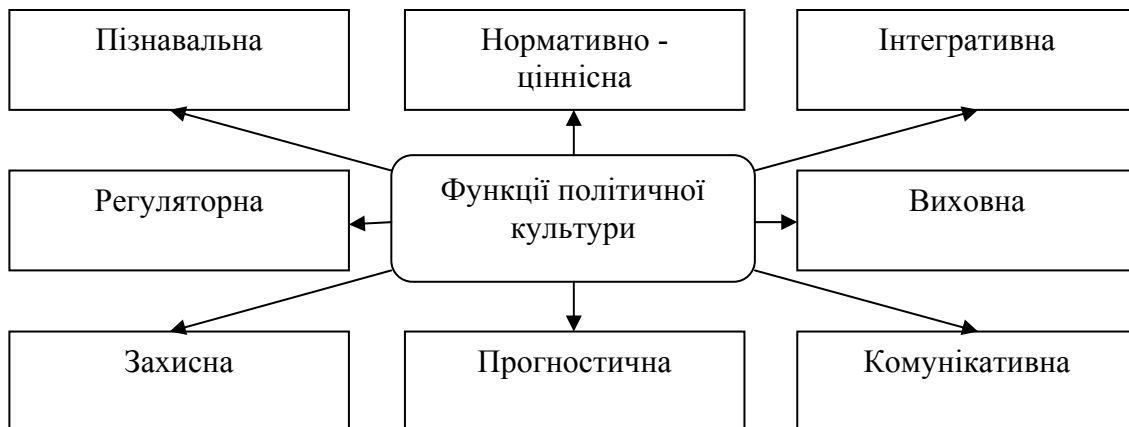 Пізнавальна
Нормативно -
ціннісна
Інтегративна
Регуляторна
Функції політичної
культури
Виховна
Захисна
Прогностична
Комунікативна